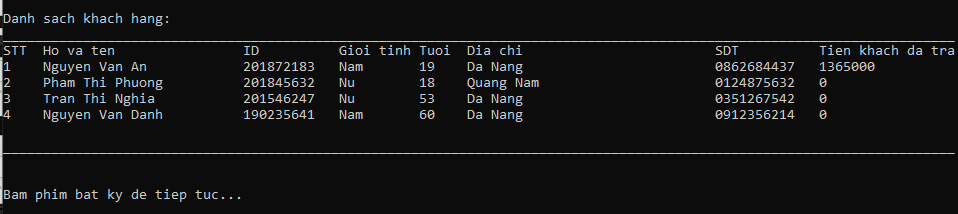 Danh sach khach hang:
STT Ho va ten ID Gioi tinh Tuoi Dia chi SDT Tien khach da tra
1 Nguyen Van An 201872183 Nam 19 Da Nang 0862684437 1365000
2 Pham Thi Phuong 201845632 Nu 18 Quang Nam 0124875632 0
3 Tran Thi Nghia 201546247 Nu 53 Da Nang 0351267542 0
4 Nguyen Van Danh 190235641 Nam 60 Da Nang 0912356214 0
Bam phim bat ky de tiep tuc...